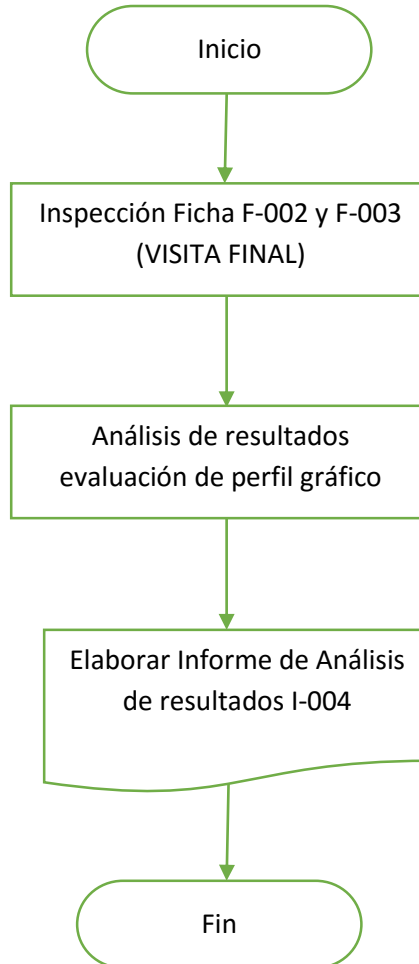 Inicio
Inspección Ficha F-002 y F-003
(VISITA FINAL)
Análisis de resultados
evaluación de perfil gráfico
Elaborar Informe de Análisis
de resultados I-004
Fin